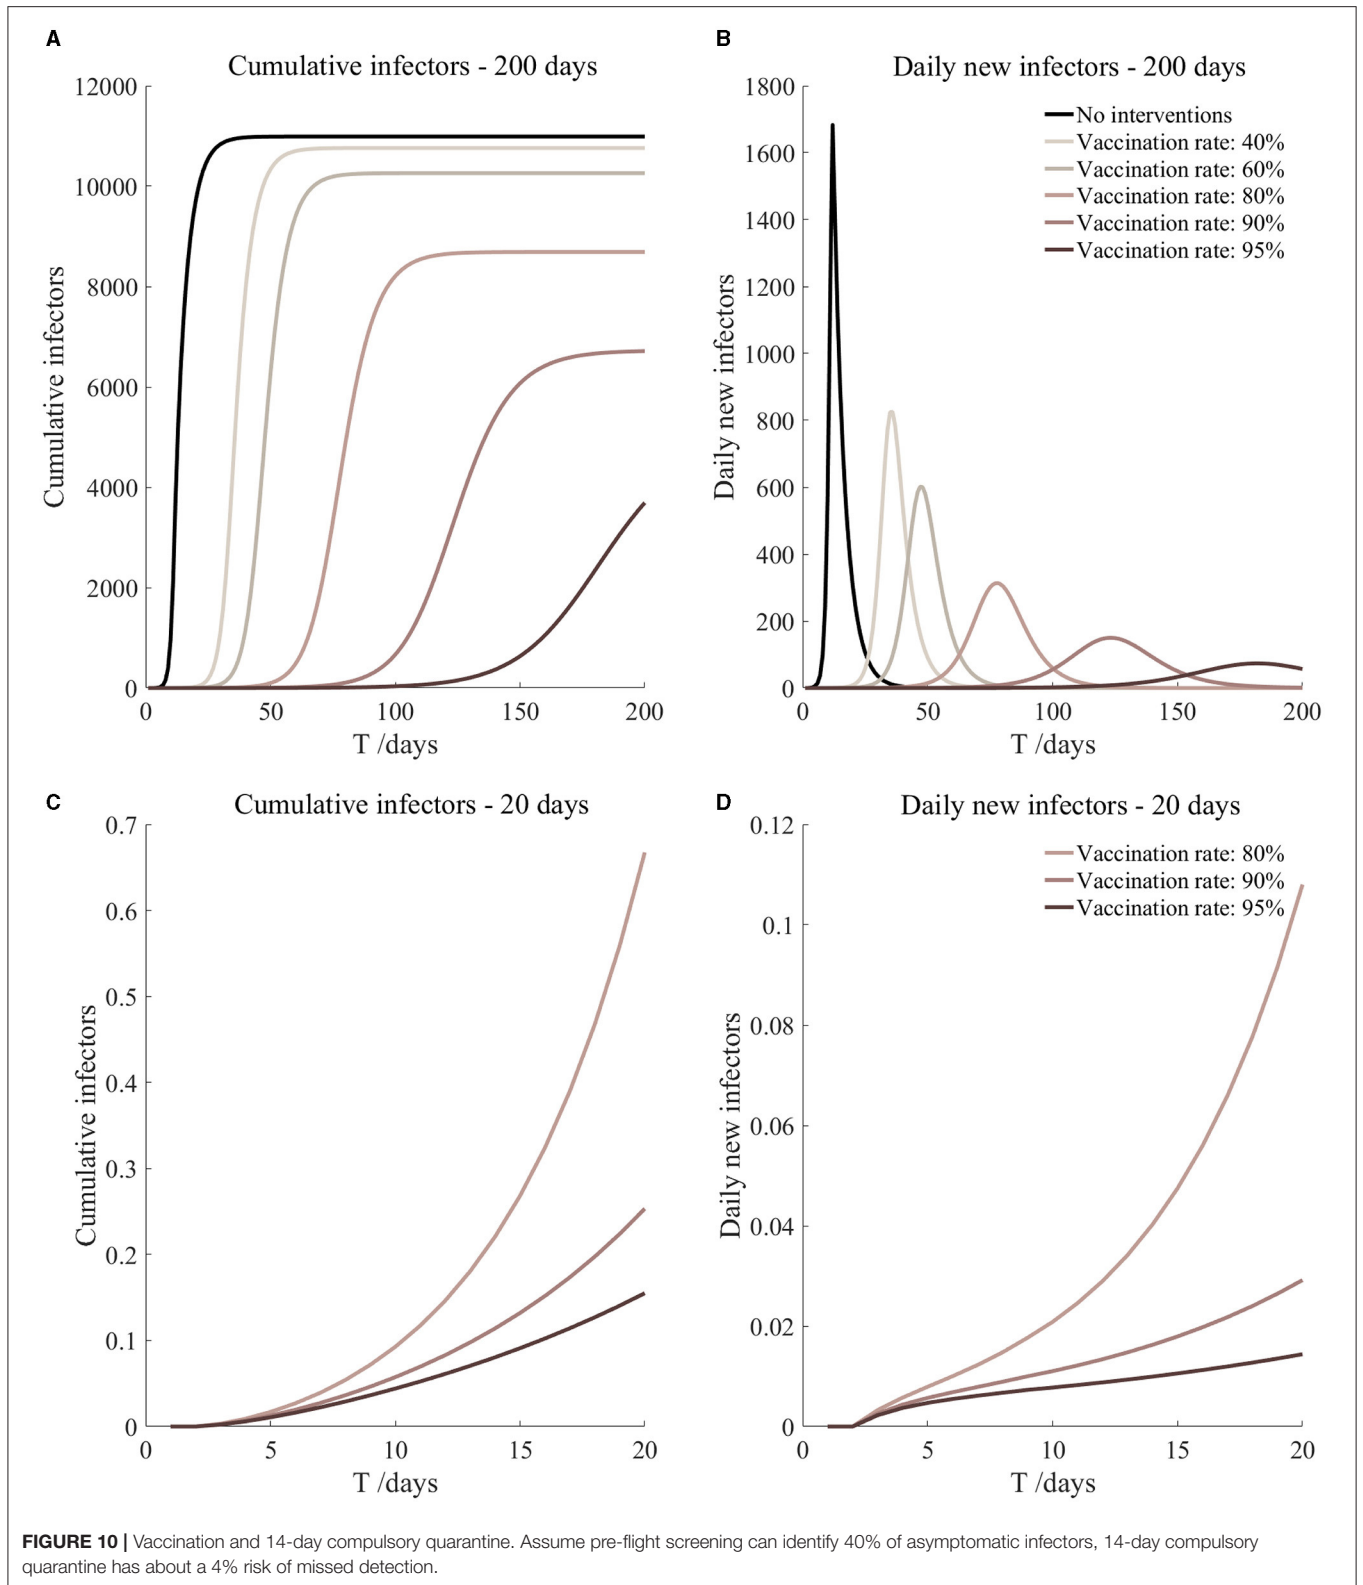 A
Cumulative infectors - 200 days
12000
10000
8000
6000
4000
2000
0
Cumulative infectors
0 50 100 150 200
T /days
B
Daily new infectors - 200 days
1800
1600
1400
1200
1000
800
600
400
200
0
Daily new infectors
No interventions
Vaccination rate: 40%
Vaccination rate: 60%
Vaccination rate: 80%
Vaccination rate: 90%
Vaccination rate: 95%
0 50 100 150 200
T /days
C
Cumulative infectors - 20 days
0.7
0.6
0.5
0.4
0.3
0.2
0.1
0
Cumulative infectors
0 5 10 15 20
T /days
D
Daily new infectors - 20 days
0.12
0.1
0.08
0.06
0.04
0.02
0
Daily new infectors
Vaccination rate: 80%
Vaccination rate: 90%
Vaccination rate: 95%
0 5 10 15 20
T /days
FIGURE 10 | Vaccination and 14-day compulsory quarantine. Assume pre-flight screening can identify 40% of asymptomatic infectors, 14-day compulsory
quarantine has about a 4% risk of missed detection.